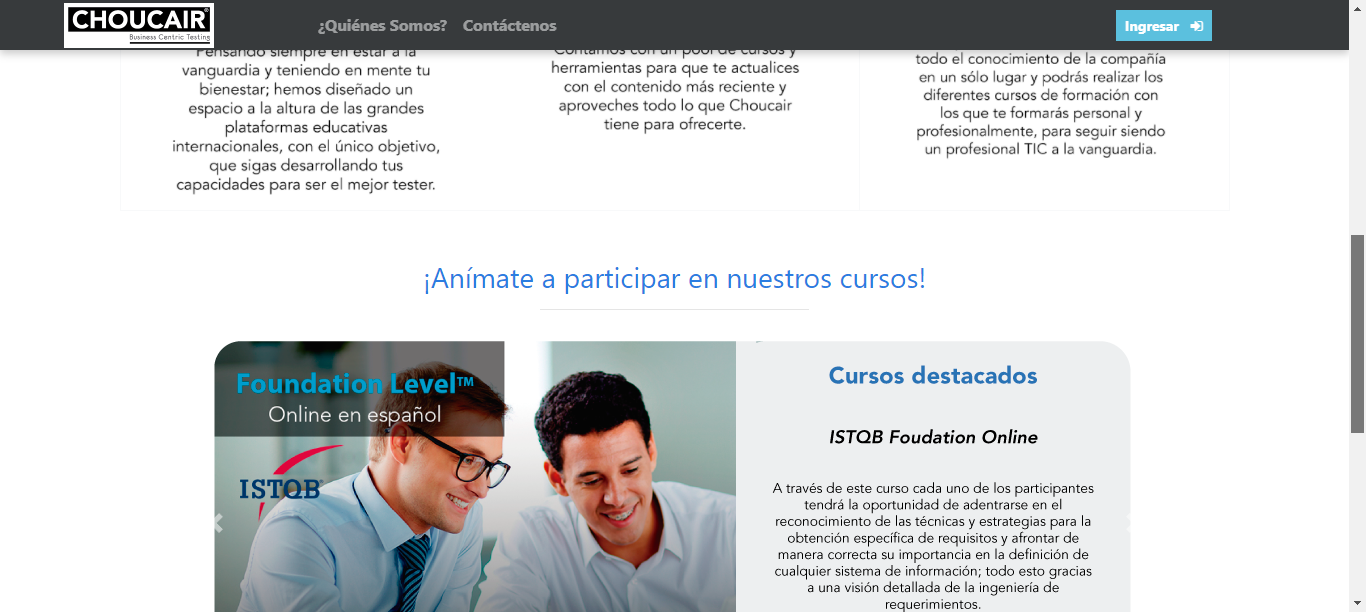 CHOUCAIR®
Business Centric Testing
¿Quiénes Somos?
Contáctenos
Ingresar
Pensando siempre en estar a la
vanguardia y teniendo en mente tu
bienestar; hemos diseñado un
espacio a la altura de las grandes
plataformas educativas
internacionales, con el único objetivo,
que sigas desarrollando tus
capacidades para ser el mejor tester.
Contamos con un pool de cursos y
herramientas para que te actualices
con el contenido más reciente y
aproveches todo lo que Choucair
tiene para ofrecerte.
todo el conocimiento de la compañía
en un sólo lugar y podrás realizar los
diferentes cursos de formación con
los que te formarás personal y
profesionalmente, para seguir siendo
un profesional TIC a la vanguardia.
¡Anímate a participar en nuestros cursos!
Foundation Level™
Online en español
ISTQB
Cursos destacados
ISTQB Foudation Online
A través de este curso cada uno de los participantes
tendrá la oportunidad de adentrarse en el
reconocimiento de las técnicas y estrategias para la
obtención específica de requisitos y afrontar de
manera correcta su importancia en la definición de
cualquier sistema de información; todo esto gracias
a una visión detallada de la ingeniería de
requerimientos.